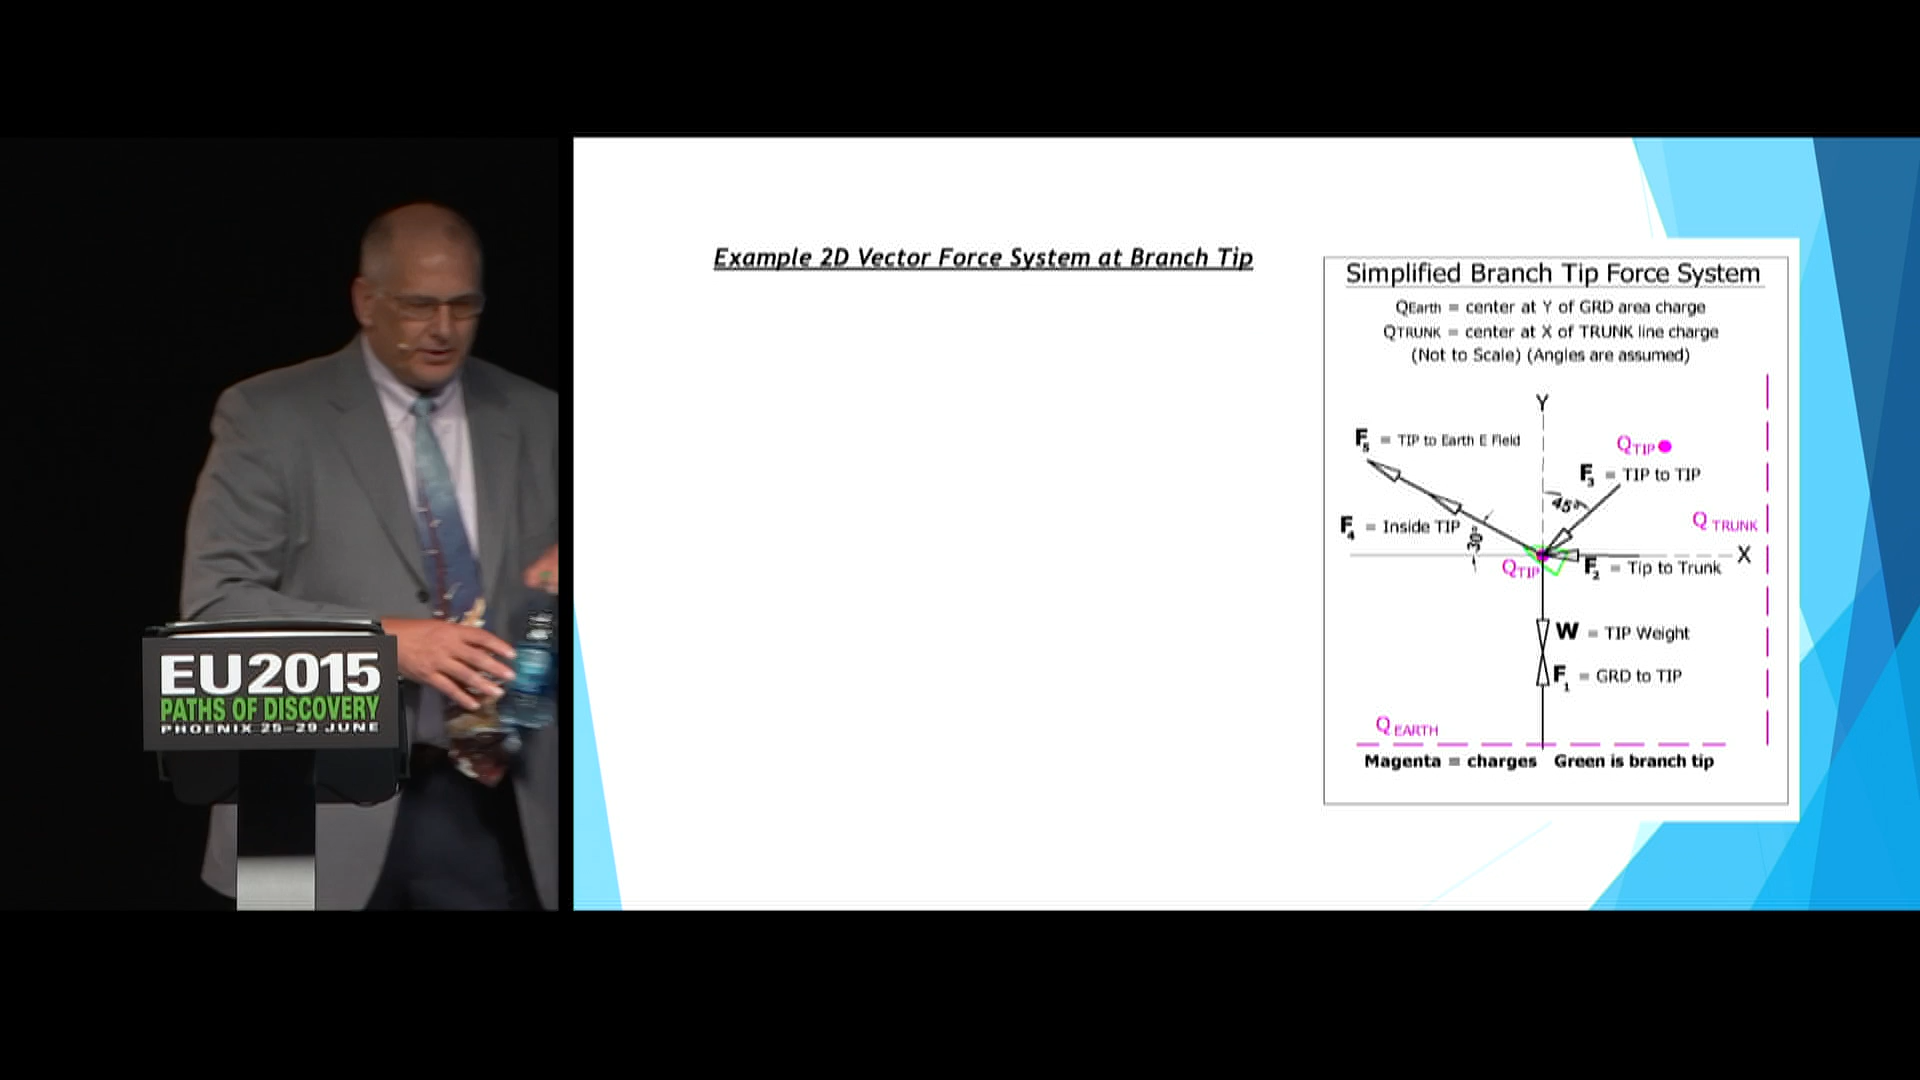 EU2015
PATHS OF DISCOVERY
PHOENIX 25-29 JUNE
Example 2D Vector Force System at Branch Tip
Simplified Branch Tip Force System
QEarth = center at Y of GRD area charge
QTRUNK = center at X of TRUNK line charge
(Not to Scale) (Angles are assumed)
Y
F5 = TIP to Earth E Field
QTIP
F3 = TIP to TIP
45°
Q TRUNK
F4 = Inside TIP
30°
X
QTIP
F2 = Tip to Trunk
W = TIP Weight
F1 = GRD to TIP
Q EARTH
Magenta = charges Green is branch tip